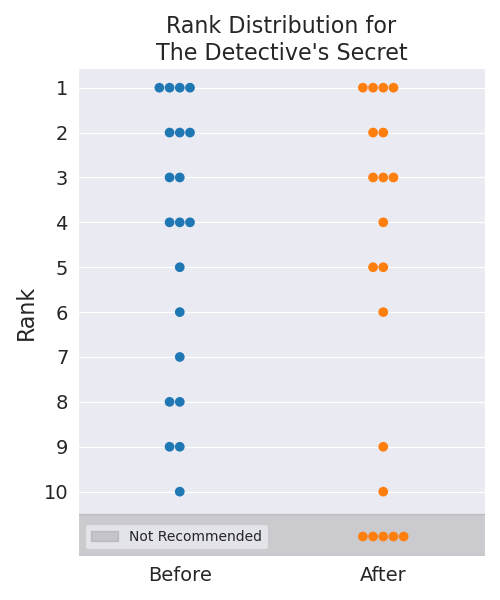 Rank Distribution for
The Detective's Secret
1
2
3
4
5
6
7
8
9
10
Rank
Not Recommended
Before After